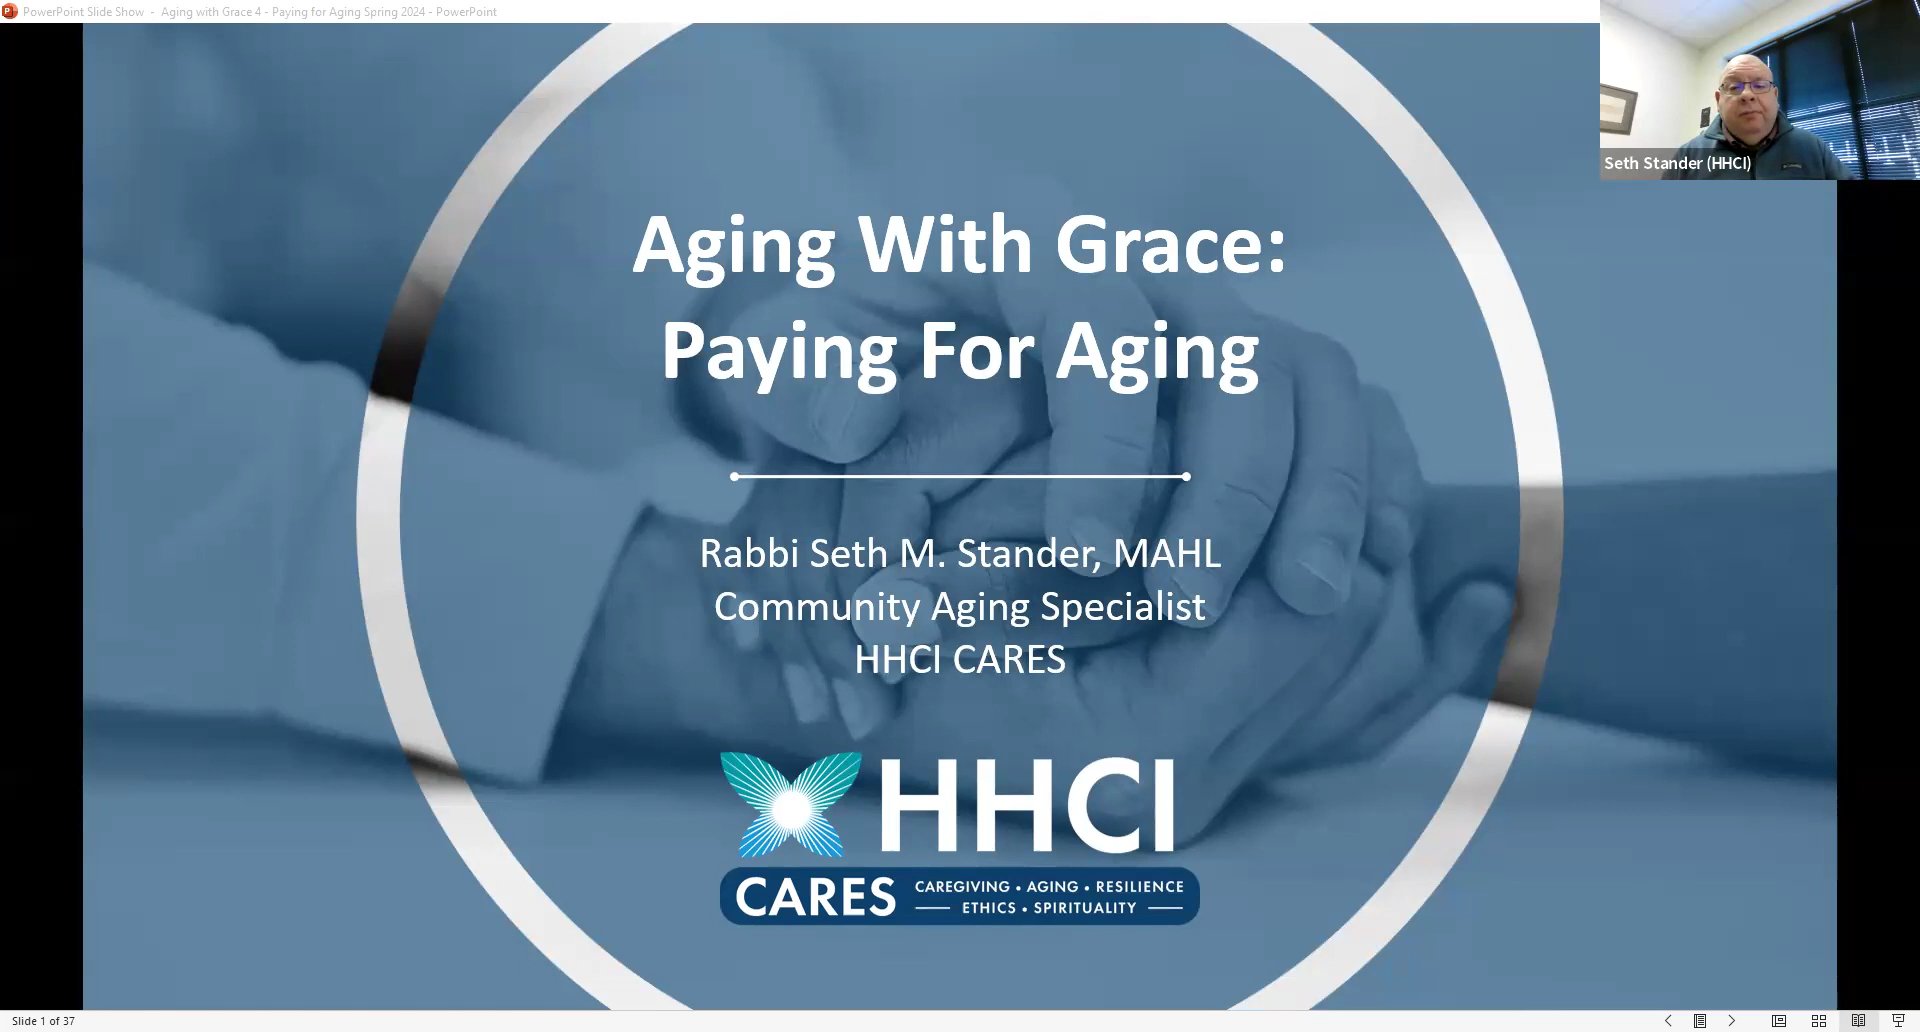 PowerPoint Slide Show - Aging with Grace 4 - Paying for Aging Spring 2024 - PowerPoint
Seth Stander (HHCI)
Aging With Grace:
Paying For Aging
Rabbi Seth M. Stander, MAHL
Community Aging Specialist
HHCI CARES
HHCI
CARES
CAREGIVING • AGING • RESILIENCE
ETHICS • SPIRITUALITY
Slide 1 of 37